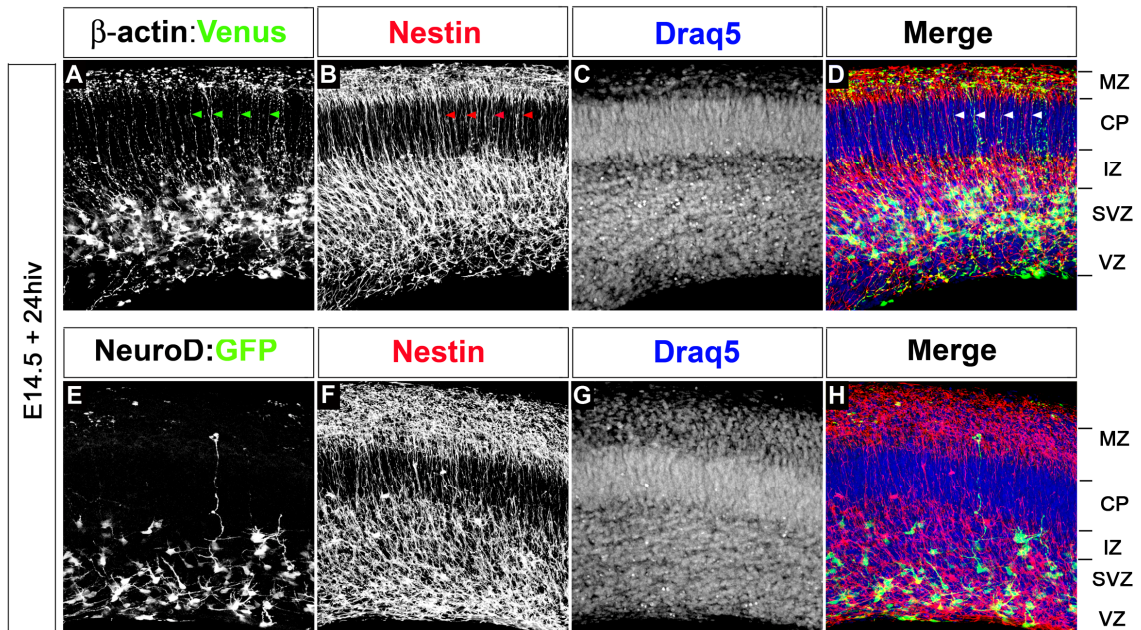 β-actin:Venus
Nestin
Draq5
Merge
E14.5 + 24hiv
A
B
C
D
MZ
CP
IZ
SVZ
VZ
NeuroD:GFP
Nestin
Draq5
Merge
E
F
G
H
MZ
CP
IZ
SVZ
VZ